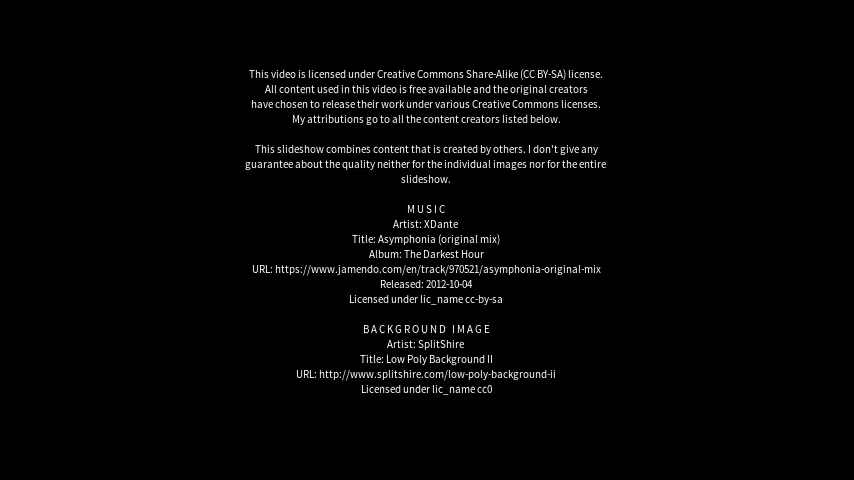 This video is licensed under Creative Commons Share-Alike (CC BY-SA) license.
All content used in this video is free available and the original creators
have chosen to release their work under various Creative Commons licenses.
My attributions go to all the content creators listed below.
This slideshow combines content that is created by others. I don't give any
guarantee about the quality neither for the individual images nor for the entire
slideshow.
MUSIC
Artist: XDante
Title: Asymphonia (original mix)
Album: The Darkest Hour
URL: https://www.jamendo.com/en/track/970521/asymphonia-original-mix
Released: 2012-10-04
Licensed under lic_name cc-by-sa
BACKGROUND IMAGE
Artist: SplitShire
Title: Low Poly Background II
URL: http://www.splitshire.com/low-poly-background-ii
Licensed under lic_name cc0